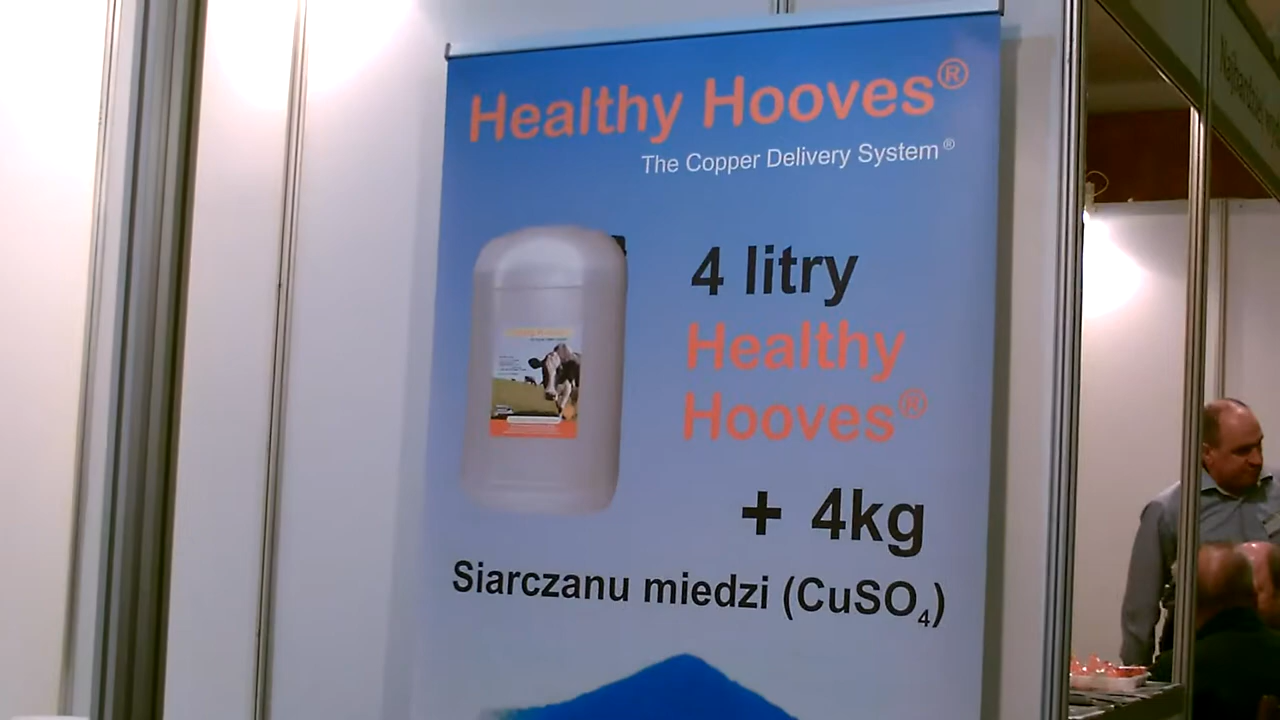 Healthy Hooves®
The Copper Delivery System®
4 litry
Healthy
Hooves®
+ 4kg
Siarczanu miedzi (CuSO₄)